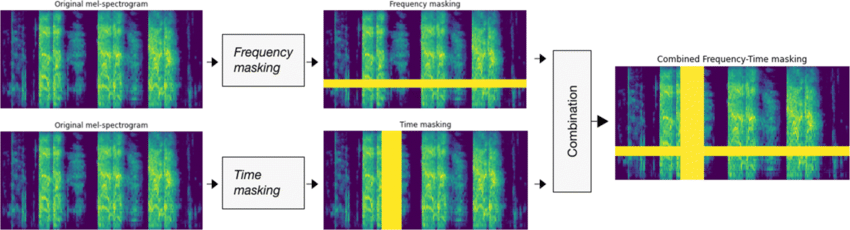 Original mel-spectrogram
Frequency
masking
Frequency masking
Original mel-spectrogram
Time
masking
Time masking
Combination
Combined Frequency-Time masking